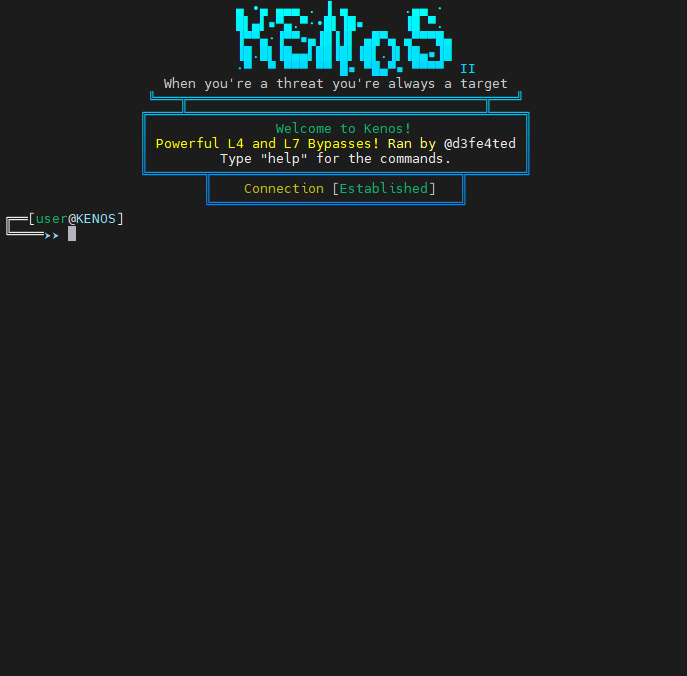 KENOS II
When you're a threat you're always a target
Welcome to Kenos!
Powerful L4 and L7 Bypasses! Ran by @d3fe4ted
Type "help" for the commands.
Connection [Established]
[user@KENOS]
➤➤